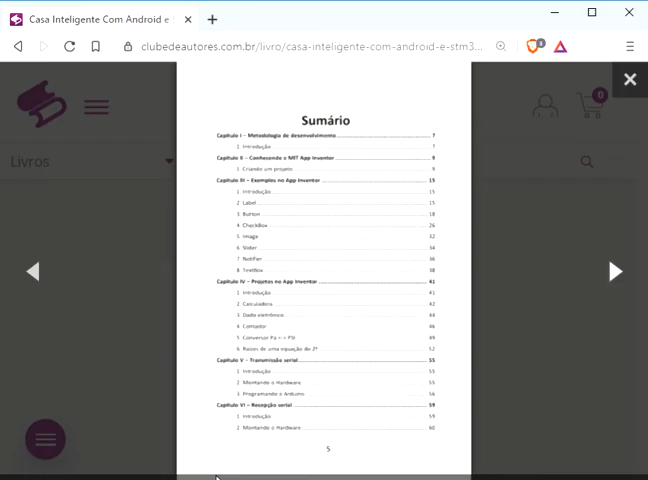 Casa Inteligente Com Android e
clubedeautores.com.br/livro/casa-inteligente-com-android-e-stm3...
8
0
Livros
Sumário
Capítulo I – Metodologia de desenvolvimento 7
1 Introdução 7
Capítulo II – Conhecendo o MIT App Inventor 9
1 Criando um projeto 9
Capítulo III – Exemplos no App Inventor 15
1 Introdução 15
2 Label 15
3 Button 18
4 CheckBox 26
5 Image 32
6 Slider 34
7 Notifier 36
8 TextBox 38
Capítulo IV – Projetos no App Inventor 41
1 Introdução 41
2 Calculadora 42
3 Dado eletrônico 44
4 Contador 46
5 Conversor Pa <-> PSI 49
6 Raízes de uma equação do 2º 52
Capítulo V – Transmissão serial 55
1 Introdução 55
2 Montando o Hardware 55
3 Programando o Arduino 56
Capítulo VI – Recepção serial 59
1 Introdução 59
2 Montando o Hardware 60
5